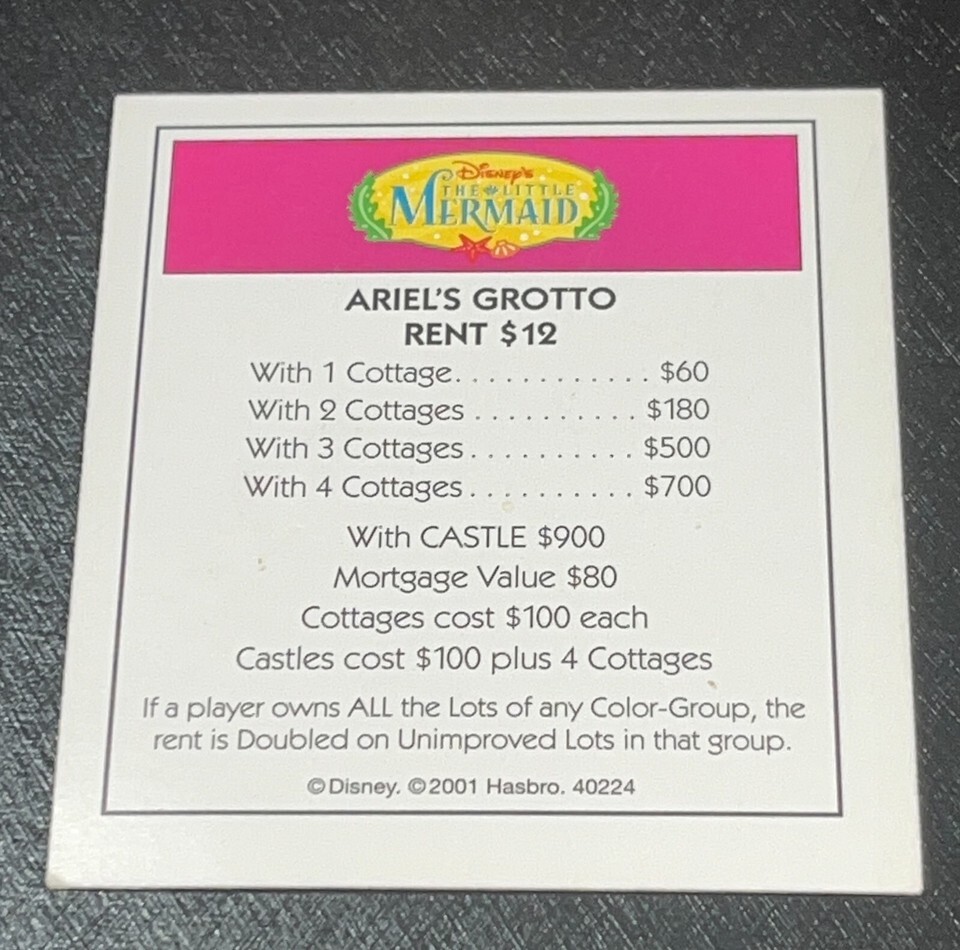 Disney's
THE LITTLE
MERMAID
ARIEL'S GROTTO
RENT $12
With 1 Cottage. . . . . . . . . . . . . $60
With 2 Cottages . . . . . . . . . . $180
With 3 Cottages . . . . . . . . . . $500
With 4 Cottages . . . . . . . . . . $700
With CASTLE $900
Mortgage Value $80
Cottages cost $100 each
Castles cost $100 plus 4 Cottages
If a player owns ALL the Lots of any Color-Group, the
rent is Doubled on Unimproved Lots in that group.
©Disney. ©2001 Hasbro. 40224